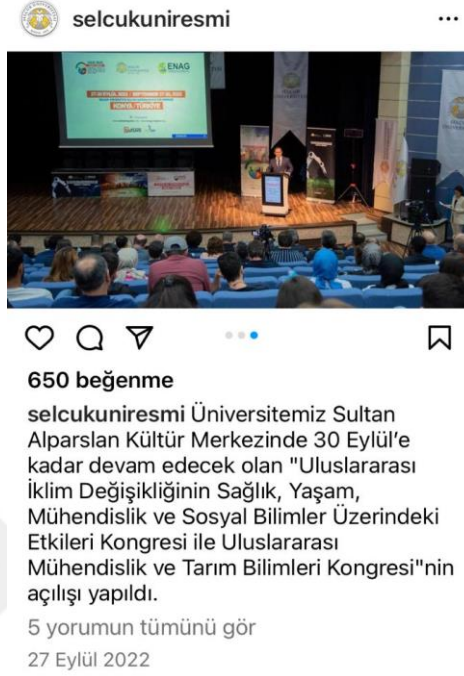 selcukuniresmi
ENAG
KONYA/TÜRKİYE
650 beğenme
selcukuniresmi Üniversitemiz Sultan
Alparslan Kültür Merkezinde 30 Eylül’e
kadar devam edecek olan "Uluslararası
İklim Değişikliğinin Sağlık, Yaşam,
Mühendislik ve Sosyal Bilimler Üzerindeki
Etkileri Kongresi ile Uluslararası
Mühendislik ve Tarım Bilimleri Kongresi"nin
açılışı yapıldı.
5 yorumun tümünü gör
27 Eylül 2022